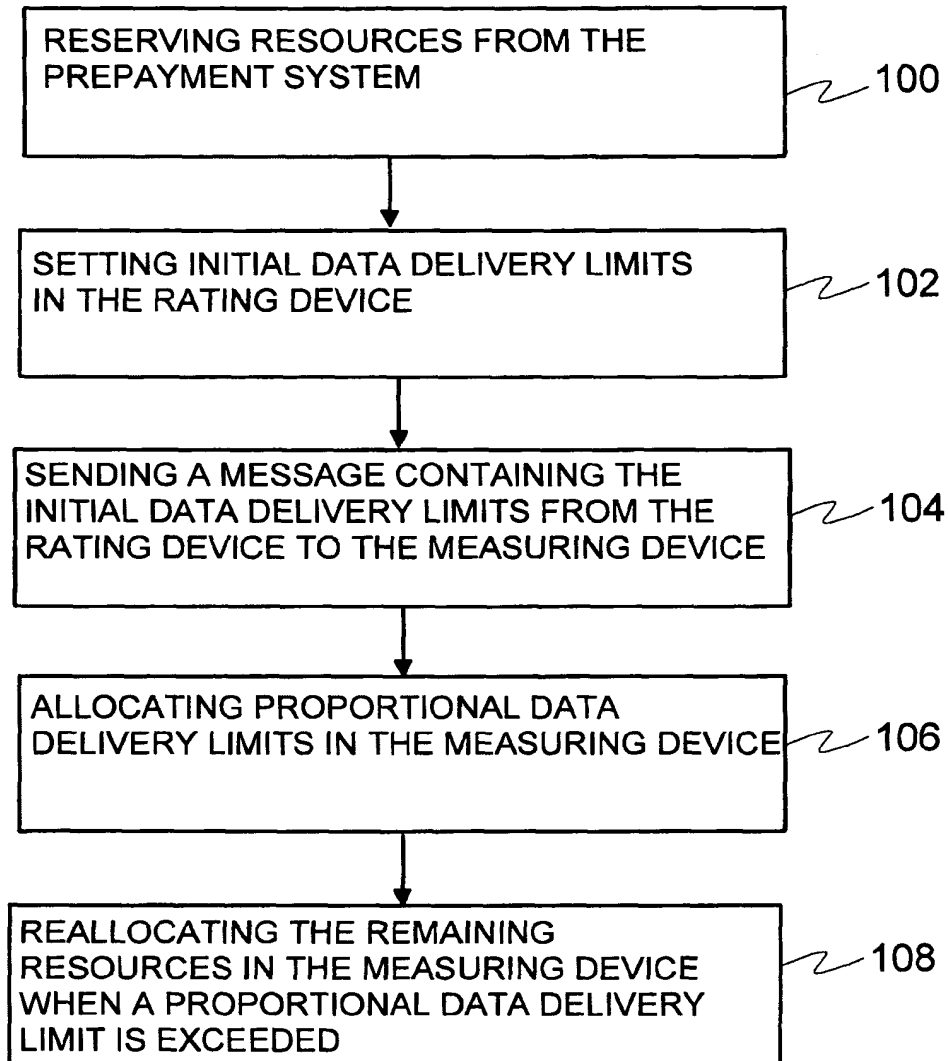 RESERVING RESOURCES FROM THE
PREPAYMENT SYSTEM
100
SETTING INITIAL DATA DELIVERY LIMITS
IN THE RATING DEVICE
102
SENDING A MESSAGE CONTAINING THE
INITIAL DATA DELIVERY LIMITS FROM THE
RATING DEVICE TO THE MEASURING DEVICE
104
ALLOCATING PROPORTIONAL DATA
DELIVERY LIMITS IN THE MEASURING DEVICE
106
REALLOCATING THE REMAINING
RESOURCES IN THE MEASURING DEVICE
WHEN A PROPORTIONAL DATA DELIVERY
LIMIT IS EXCEEDED
108